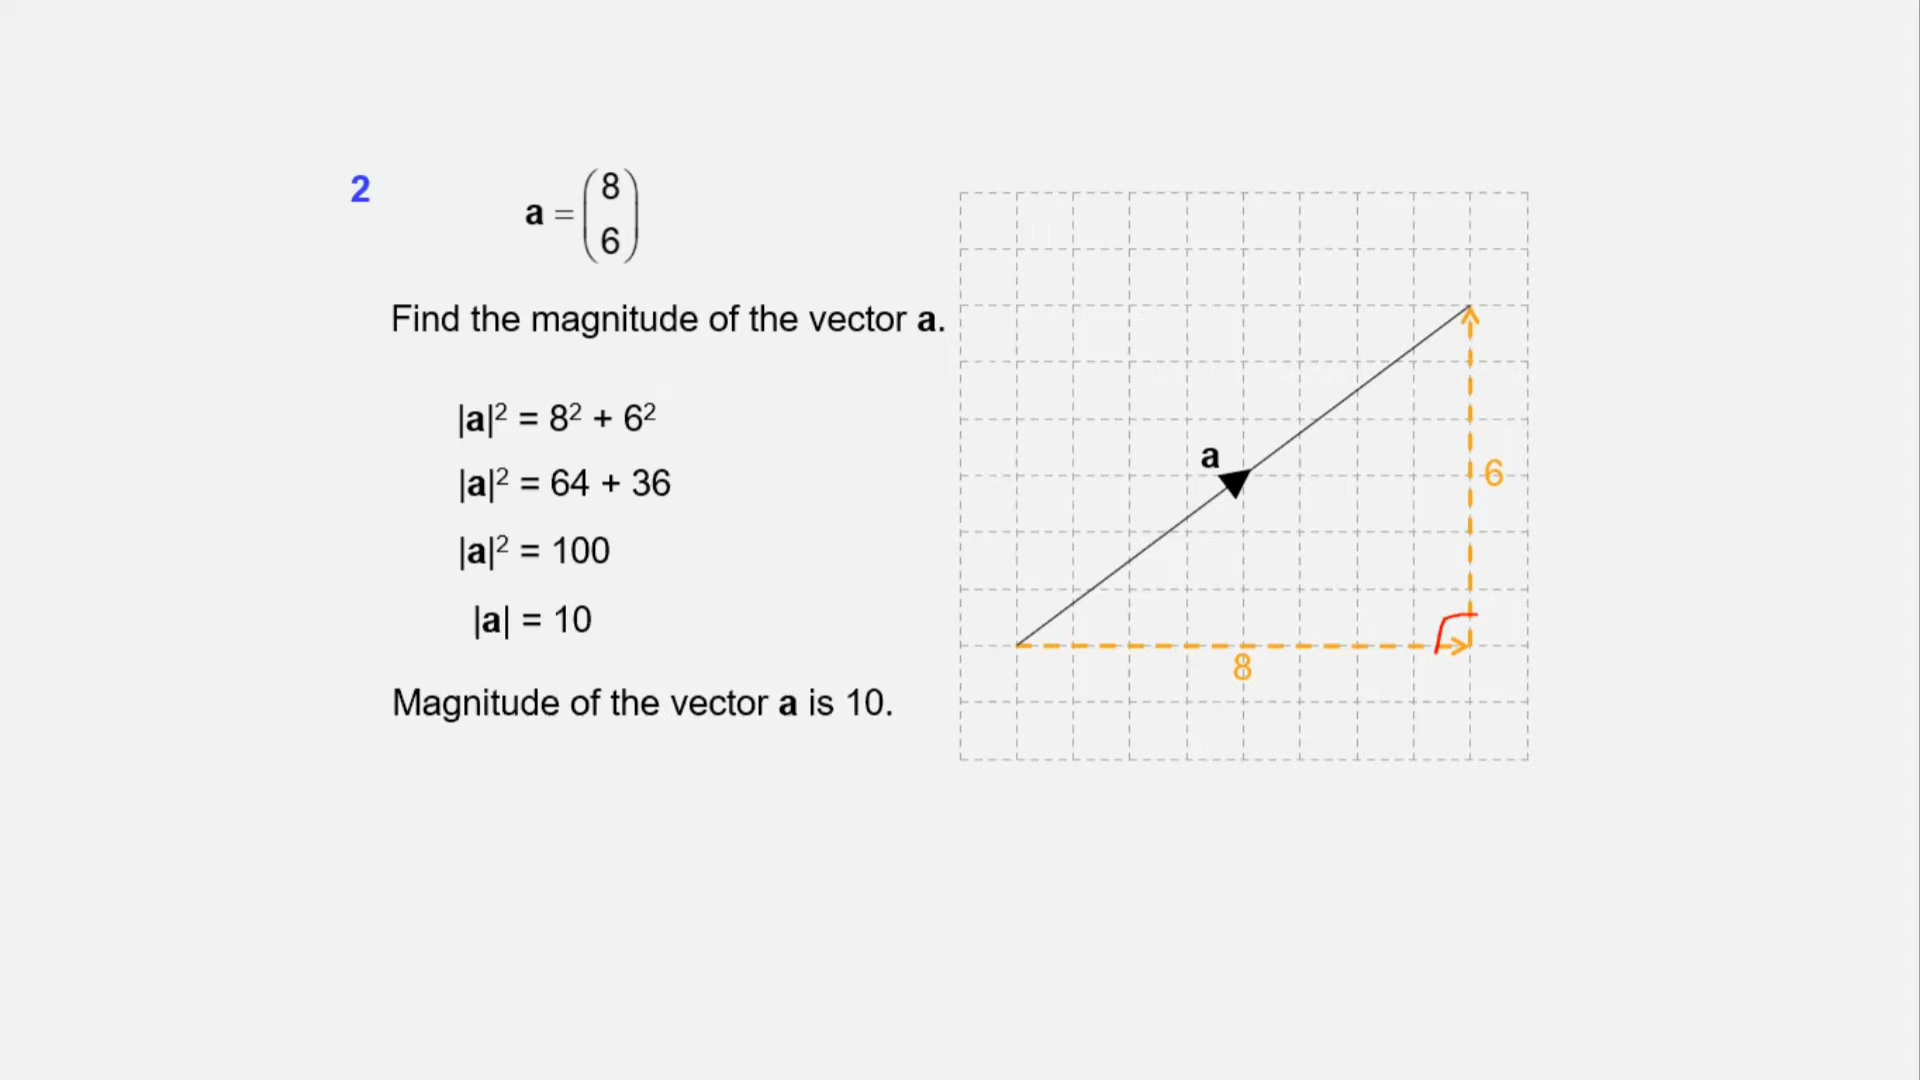 2
a = (8
6)
Find the magnitude of the vector a.
|a|² = 8² + 6²
|a|² = 64 + 36
|a|² = 100
|a| = 10
Magnitude of the vector a is 10.
a
6
8